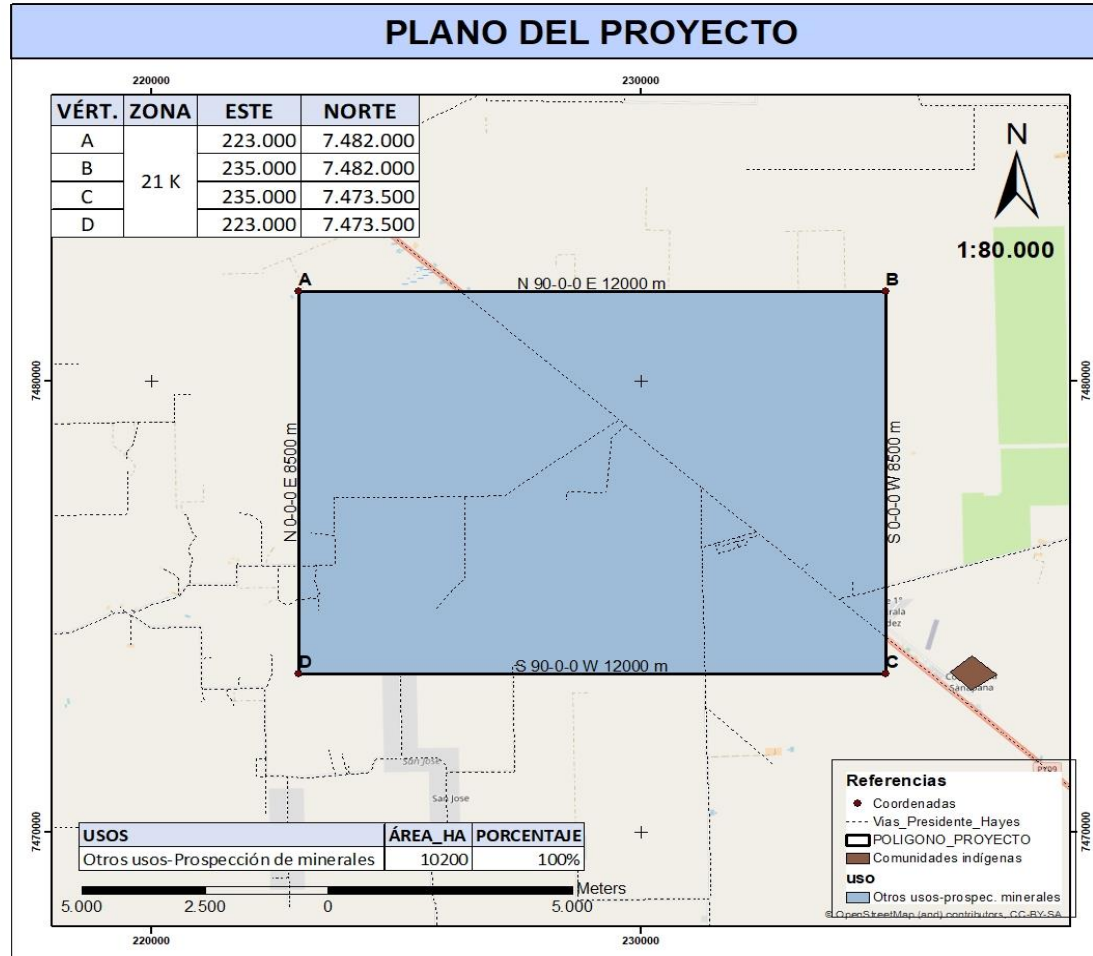 PLANO DEL PROYECTO
220000 230000
VÉRT. ZONA ESTE NORTE
A 223.000 7.482.000
B 235.000 7.482.000
21 K
C 235.000 7.473.500
D 223.000 7.473.500
N
1:80.000
A N 90-0-0 E 12000 m B
7480000 7480000
N 0-0-0 E 8500 m
S 0-0-0 W 8500 m
D S 90-0-0 W 12000 m C
San Jose
San Jose
PY09
7470000 7470000
Referencias
Coordenadas
Vias_Presidente_Hayes
POLIGONO_PROYECTO
Comunidades indígenas
uso
Otros usos-prospec. minerales
USOS ÁREA_HA PORCENTAJE
Otros usos-Prospección de minerales 10200 100%
Meters
5.000 2.500 0 5.000
© OpenStreetMap (and) contributors, CC-BY-SA
220000 230000